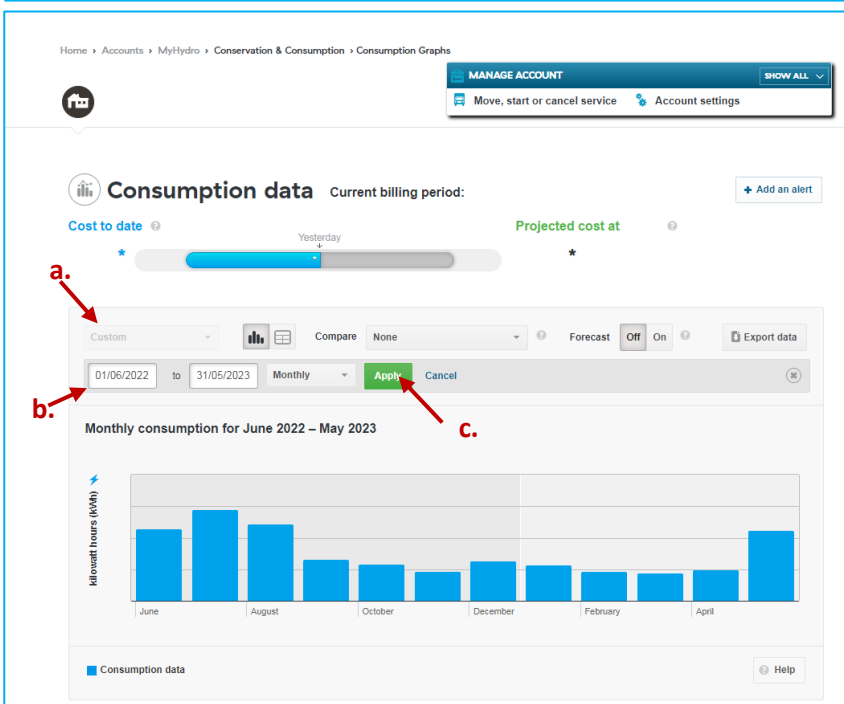 Home › Accounts › MyHydro › Conservation & Consumption › Consumption Graphs
MANAGE ACCOUNT SHOW ALL
Move, start or cancel service Account settings
Consumption data Current billing period:
+ Add an alert
Cost to date ?
Yesterday
Projected cost at ?
* *
a.
Custom Compare None ? Forecast Off On ? Export data
01/06/2022 to 31/05/2023 Monthly Apply Cancel
b.
c.
Monthly consumption for June 2022 – May 2023
kilowatt hours (kWh)
June August October December February April
Consumption data
? Help